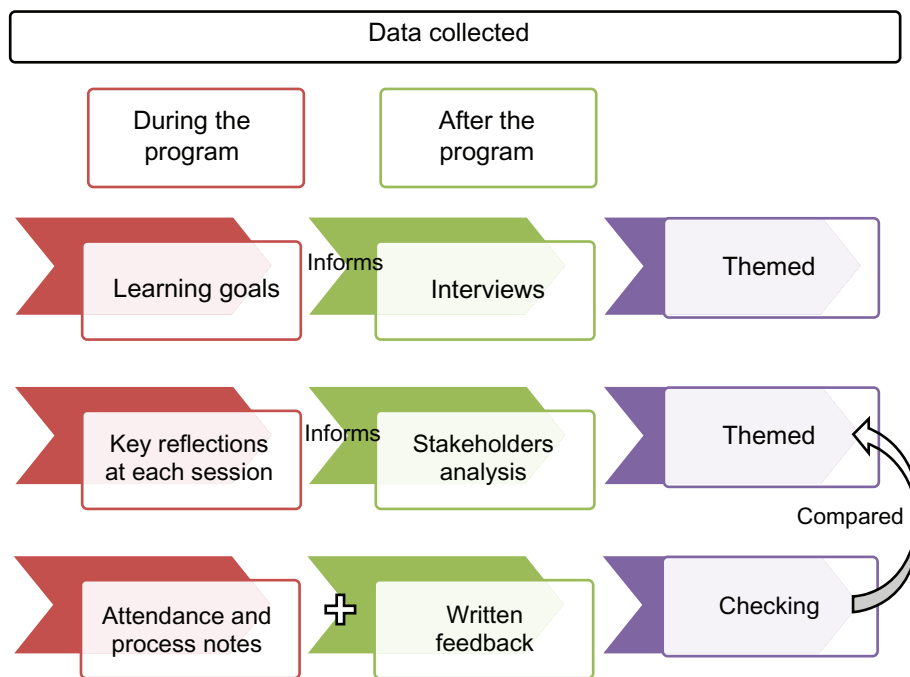 Data collected
During the
program
After the
program
Learning goals
Informs
Interviews
Themed
Key reflections
at each session
Informs
Stakeholders
analysis
Themed
Compared
Attendance and
process notes
+
Written
feedback
Checking